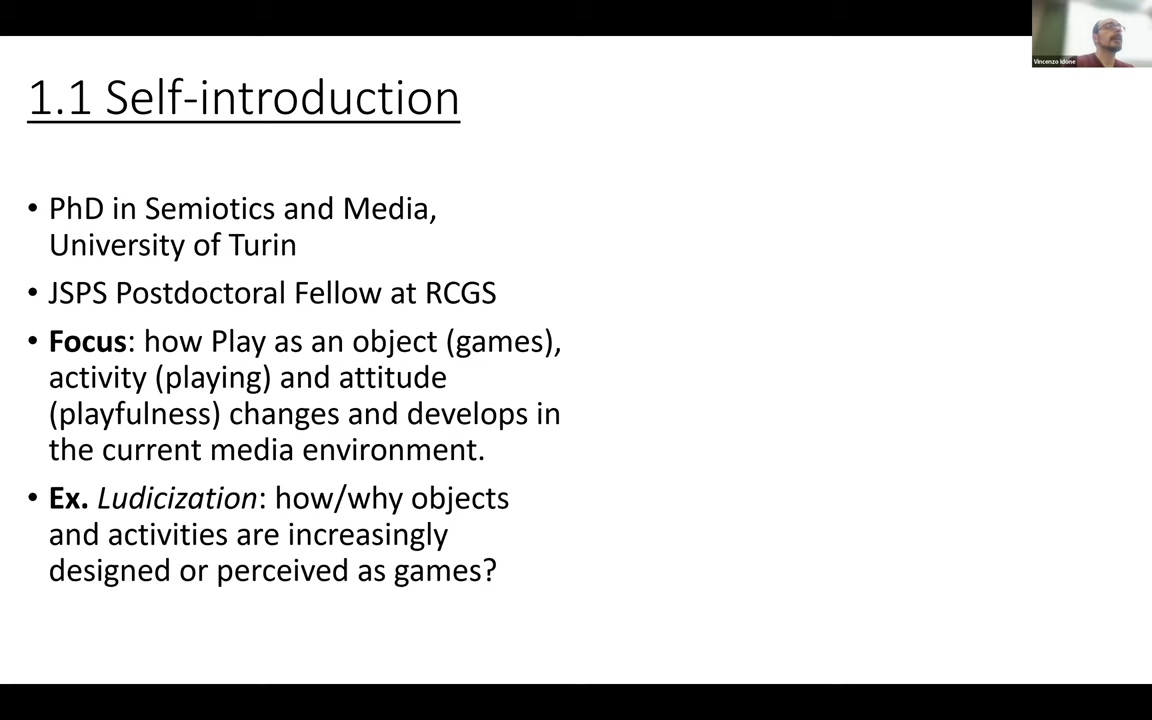 1.1 Self-introduction
• PhD in Semiotics and Media,
University of Turin
• JSPS Postdoctoral Fellow at RCGS
• Focus: how Play as an object (games),
activity (playing) and attitude
(playfulness) changes and develops in
the current media environment.
• Ex. Ludicization: how/why objects
and activities are increasingly
designed or perceived as games?
Vincenzo Idone